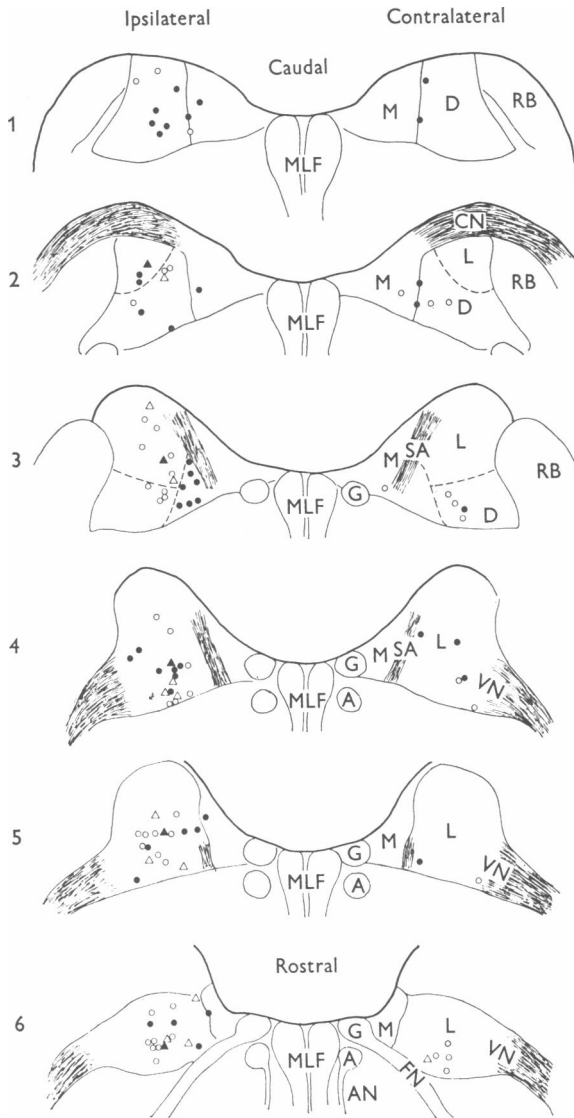 Ipsilateral Contralateral
Caudal
1 M D RB
MLF
CN
2 M L RB
D
MLF
3 M SA L RB
MLF G D
4 M SA L
G
MLF A VN
5 M L
G
MLF A VN
Rostral
6 G M L VN
MLF A FN
AN